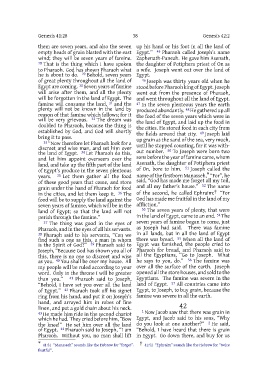 Genesis 41:28
38
Genesis 42:2
them are seven years, and also the seven
empty heads of grain blasted with the east
wind; they will be seven years of famine.
28 That is the thing which I have spoken
to Pharaoh. God has shown Pharaoh what
he is about to do. 29 Behold, seven years
of great plenty throughout all the land of
Egypt are coming. 30 Seven years of famine
will arise after them, and all the plenty
will be forgotten in the land of Egypt. The
famine will consume the land, 31 and the
plenty will not be known in the land by
reason of that famine which follows; for it
will be very grievous. 32 The dream was
doubled to Pharaoh, because the thing is
established by God, and God will shortly
bring it to pass.
33 "Now therefore let Pharaoh look for a
discreet and wise man, and set him over
the land of Egypt. 34 Let Pharaoh do this,
and let him appoint overseers over the
land, and take up the fifth part of the land
of Egypt's produce in the seven plenteous
years. 35 Let them gather all the food
of these good years that come, and store
grain under the hand of Pharaoh for food
in the cities, and let them keep it. 36 The
food will be to supply the land against the
seven years of famine, which will be in the
land of Egypt; so that the land will not
perish through the famine."
37 The thing was good in the eyes of
Pharaoh, and in the eyes of all his servants.
38 Pharaoh said to his servants, "Can we
find such a one as this, a man in whom
is the Spirit of God?" 39 Pharaoh said to
Joseph, "Because God has shown you all of
this, there is no one so discreet and wise
as you. 40 You shall be over my house. All
my people will be ruled according to your
word. Only in the throne I will be greater
than you." 41 Pharaoh said to Joseph,
"Behold, I have set you over all the land
of Egypt." 42 Pharaoh took off his signet
ring from his hand, and put it on Joseph's
hand, and arrayed him in robes of fine
linen, and put a gold chain about his neck.
43 He made him ride in the second chariot
which he had. They cried before him, "Bow
the knee!" He set him over all the land
of Egypt. 44 Pharaoh said to Joseph, "I am
Pharaoh. Without you, no man shall lift
up his hand or his foot in all the land of
Egypt." 45 Pharaoh called Joseph's name
Zaphenath-Paneah. He gave him Asenath,
the daughter of Potiphera priest of On as
a wife. Joseph went out over the land of
Egypt.
46 Joseph was thirty years old when he
stood before Pharaoh king of Egypt. Joseph
went out from the presence of Pharaoh,
and went throughout all the land of Egypt.
47 In the seven plenteous years the earth
produced abundantly. 48 He gathered up all
the food of the seven years which were in
the land of Egypt, and laid up the food in
the cities. He stored food in each city from
the fields around that city. 49 Joseph laid
up grain as the sand of the sea, very much,
until he stopped counting, for it was with-
out number. 50 To Joseph were born two
sons before the year of famine came, whom
Asenath, the daughter of Potiphera priest
of On, bore to him. 51 Joseph called the
name of the firstborn Manasseh, "For", he
said, "God has made me forget all my toil,
and all my father's house." 52 The name
of the second, he called Ephraim: "For
God has made me fruitful in the land of my
affliction."
53 The seven years of plenty, that were
in the land of Egypt, came to an end. 54 The
seven years of famine began to come, just
as Joseph had said. There was famine
in all lands, but in all the land of Egypt
there was bread. 55 When all the land of
Egypt was famished, the people cried to
Pharaoh for bread, and Pharaoh said to
all the Egyptians, "Go to Joseph. What
he says to you, do." 56 The famine was
over all the surface of the earth. Joseph
opened all the store houses, and sold to the
Egyptians. The famine was severe in the
land of Egypt. 57 All countries came into
Egypt, to Joseph, to buy grain, because the
famine was severe in all the earth.
42
1 Now Jacob saw that there was grain in
Egypt, and Jacob said to his sons, "Why
do you look at one another?" 2 He said,
"Behold, I have heard that there is grain
in Egypt. Go down there, and buy for us